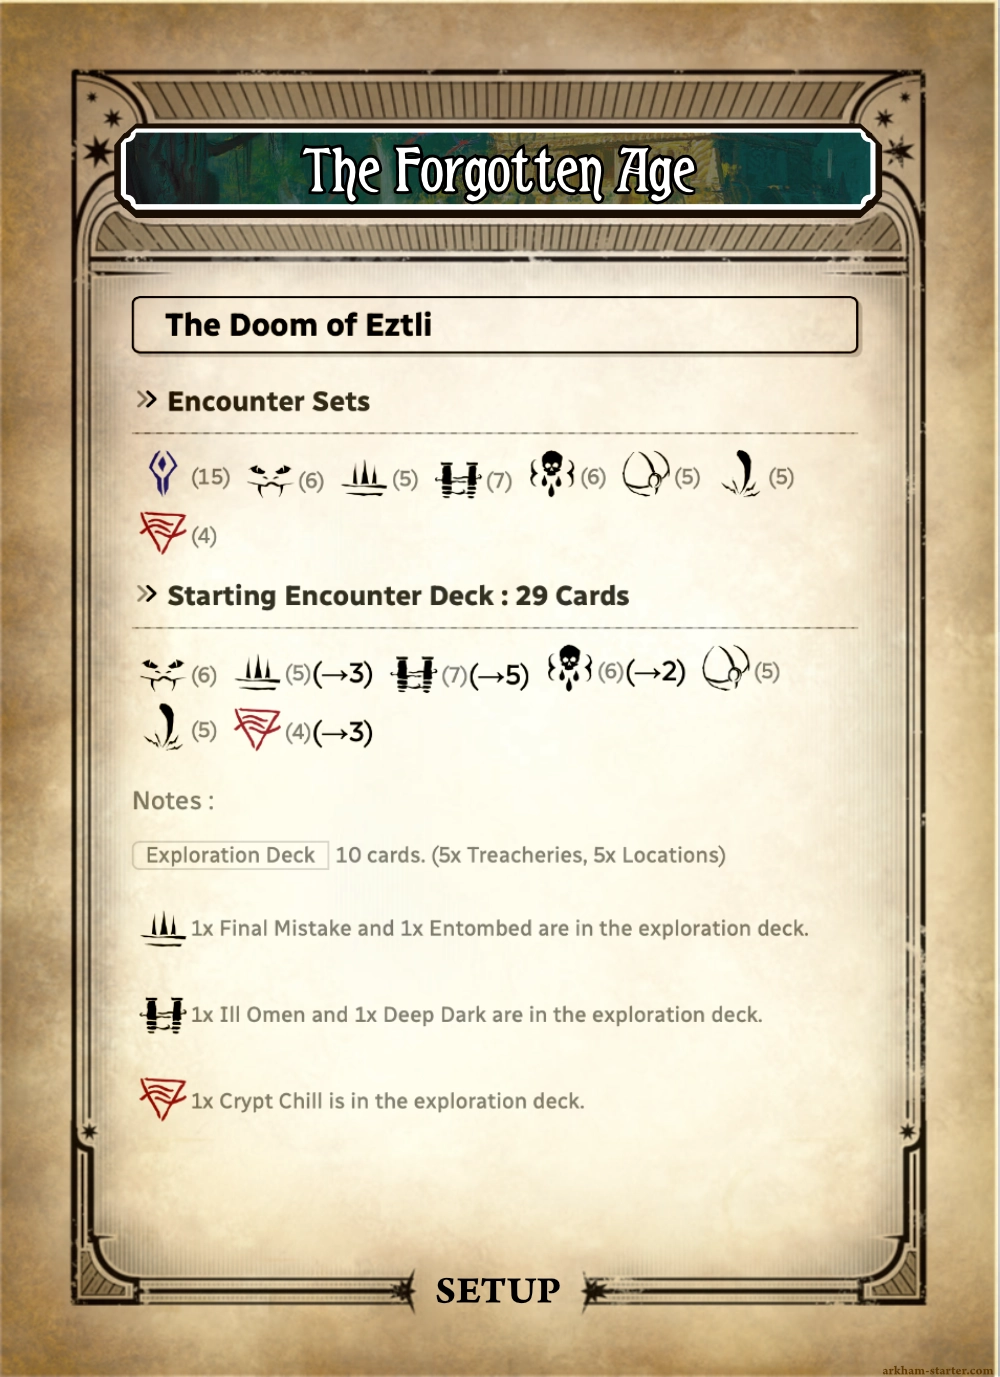 The Forgotten Age
The Doom of Eztli
» Encounter Sets
(15) (6) (5) (7) (6) (5) (5)
(4)
» Starting Encounter Deck : 29 Cards
(6) (5)(→3) (7)(→5) (6)(→2) (5)
(5) (4)(→3)
Notes :
Exploration Deck 10 cards. (5x Treacheries, 5x Locations)
1x Final Mistake and 1x Entombed are in the exploration deck.
1x Ill Omen and 1x Deep Dark are in the exploration deck.
1x Crypt Chill is in the exploration deck.
SETUP
arkham-starter.com